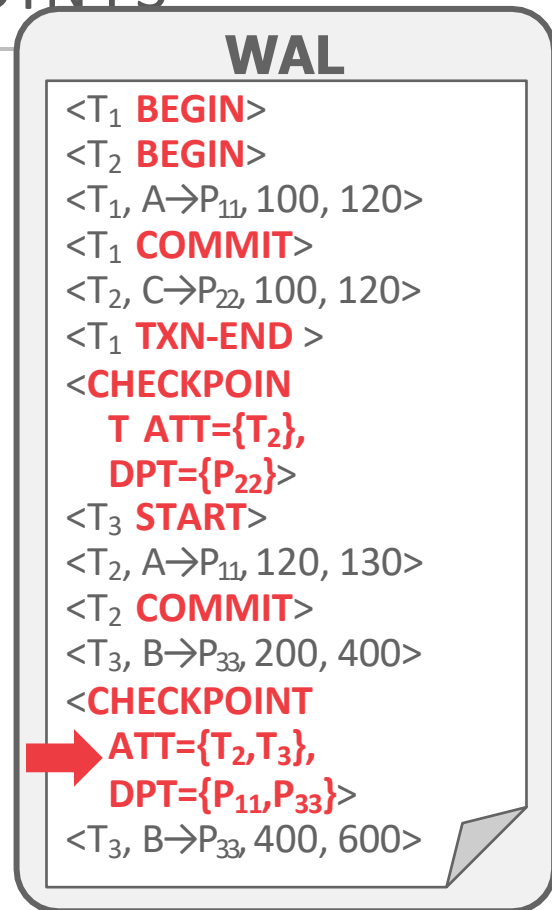 WAL
<T₁ BEGIN>
<T₂ BEGIN>
<T₁, A→P₁₁, 100, 120>
<T₁ COMMIT>
<T₂, C→P₂₂, 100, 120>
<T₁ TXN-END >
<CHECKPOIN
T ATT={T₂},
DPT={P₂₂}>
<T₃ START>
<T₂, A→P₁₁, 120, 130>
<T₂ COMMIT>
<T₃, B→P₃₃, 200, 400>
<CHECKPOINT
ATT={T₂,T₃},
DPT={P₁₁,P₃₃}>
<T₃, B→P₃₃, 400, 600>